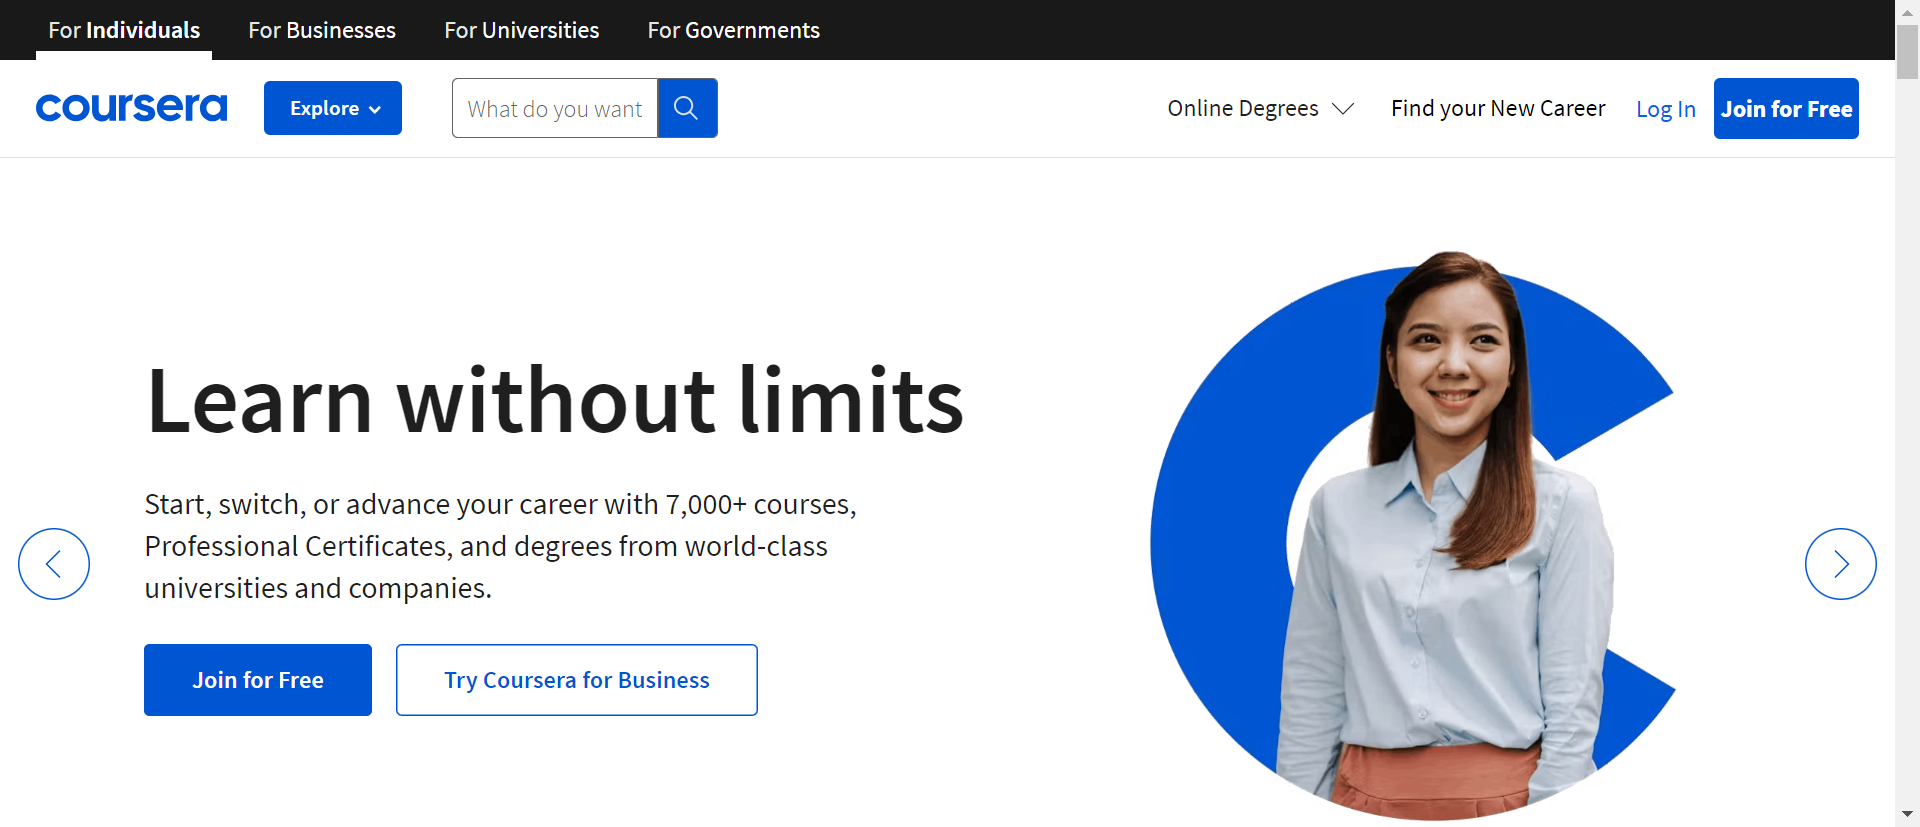 For Individuals For Businesses For Universities For Governments
coursera Explore What do you want Online Degrees Find your New Career Log In Join for Free
Learn without limits
Start, switch, or advance your career with 7,000+ courses,
Professional Certificates, and degrees from world-class
universities and companies.
Join for Free Try Coursera for Business